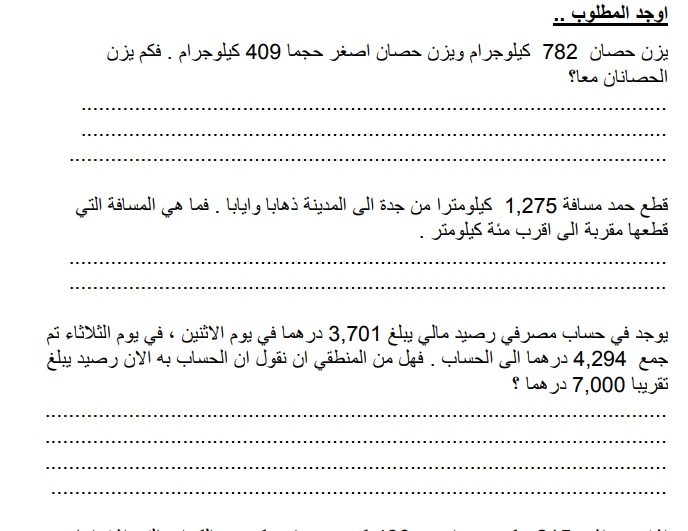 اوجد المطلوب ..
يزن حصان 782 كيلوجرام ويزن حصان اصغر حجما 409 كيلوجرام . فكم يزن
الحصانان معا؟
قطع حمد مسافة 1,275 كيلومترا من جدة الى المدينة ذهابا وايابا . فما هي المسافة التي
قطعها مقربة الى اقرب مئة كيلومتر .
يوجد في حساب مصرفي رصيد مالي يبلغ 3,701 درهما في يوم الاثنين ، في يوم الثلاثاء تم
جمع 4,294 درهما الى الحساب . فهل من المنطقي ان نقول ان الحساب به الان رصيد يبلغ
تقريبا 7,000 درهما ؟